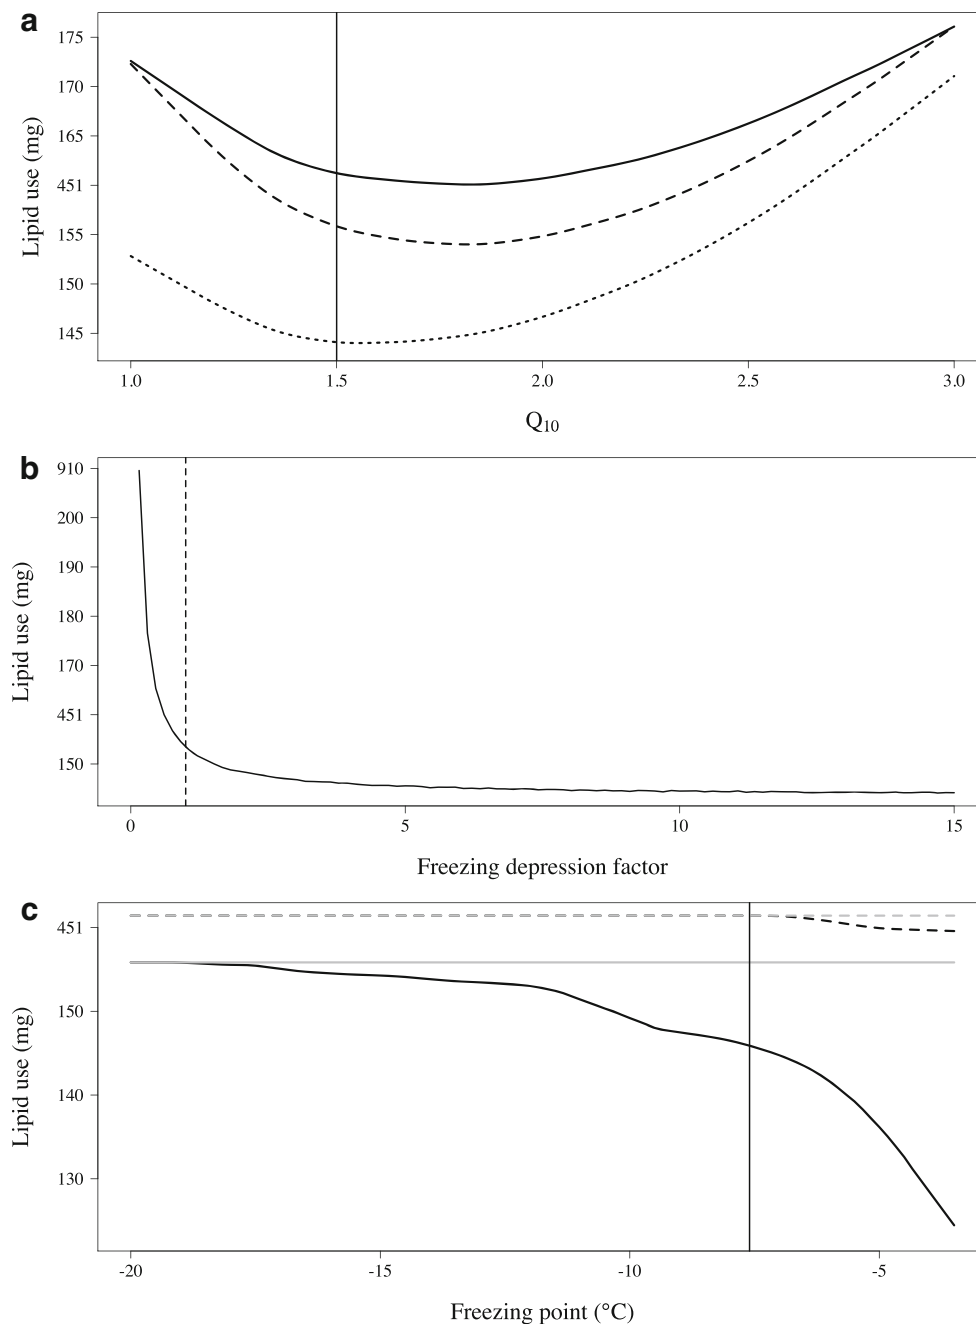 a
175
170
165
451
155
150
145
Lipid use (mg)
1.0 1.5 2.0 2.5 3.0
Q10
b
910
200
190
180
170
451
150
Lipid use (mg)
0 5 10 15
Freezing depression factor
c
451
150
140
130
Lipid use (mg)
-20 -15 -10 -5
Freezing point (°C)